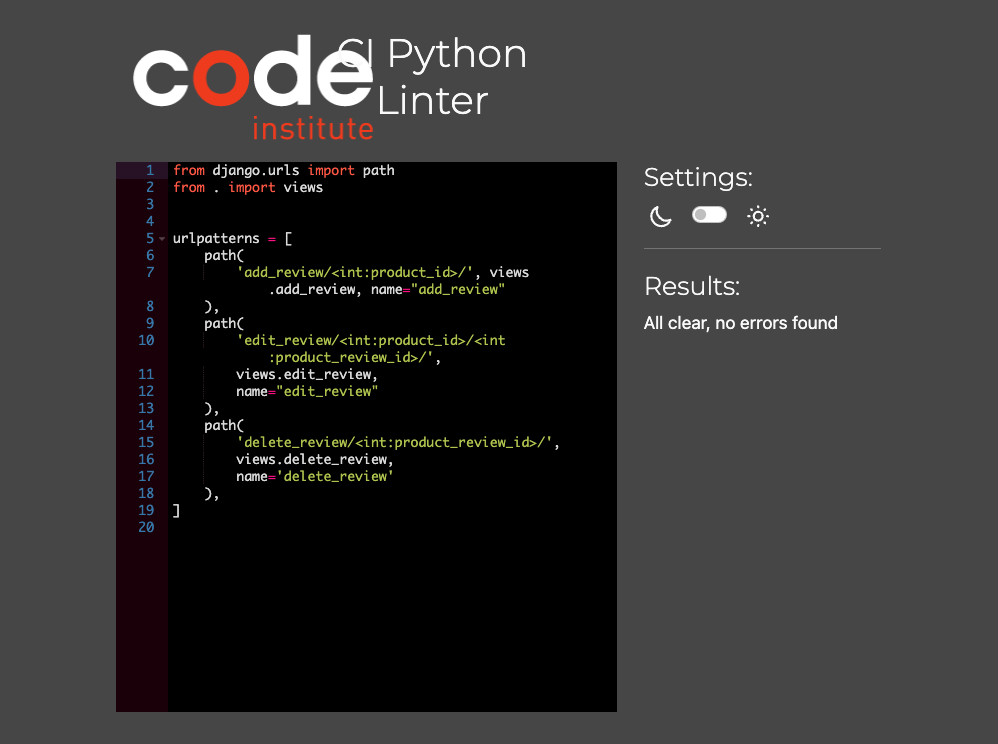 code
institute
CI Python
Linter
1 from django.urls import path
2 from . import views
3
4
5 urlpatterns = [
6     path(
7         'add_review/<int:product_id>/', views
            .add_review, name="add_review"
8     ),
9     path(
10         'edit_review/<int:product_id>/<int
            :product_review_id>/',
11         views.edit_review,
12         name="edit_review"
13     ),
14     path(
15         'delete_review/<int:product_review_id>/',
16         views.delete_review,
17         name='delete_review'
18     ),
19 ]
20
Settings:
Results:
All clear, no errors found